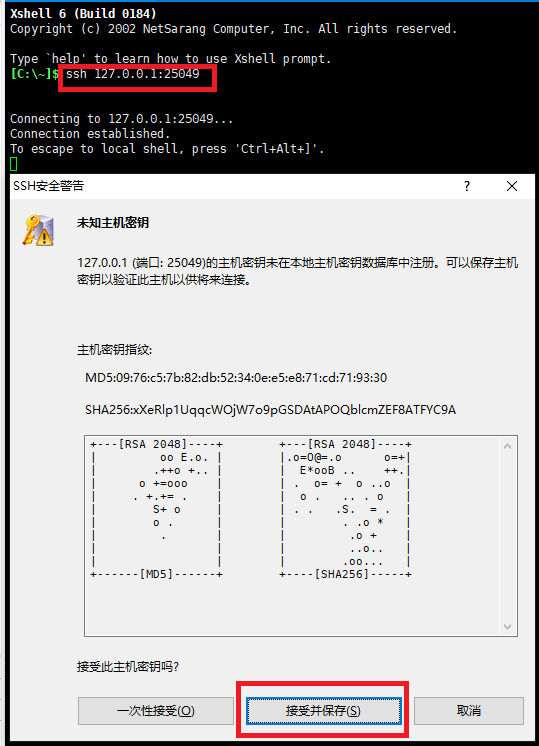 Xshell 6 (Build 0184)
Copyright (c) 2002 NetSarang Computer, Inc. All rights reserved.
Type `help' to learn how to use Xshell prompt.
[C:\~]$ ssh 127.0.0.1:25049
Connecting to 127.0.0.1:25049...
Connection established.
To escape to local shell, press 'Ctrl+Alt+]'.
SSH安全警告
未知主机密钥
127.0.0.1 (端口: 25049)的主机密钥未在本地主机密钥数据库中注册。可以保存主机
密钥以验证此主机以供将来连接。
主机密钥指纹:
MD5:09:76:c5:7b:82:db:52:34:0e:e5:e8:71:cd:71:93:30
SHA256:xXeRlp1UqqcWOjW7o9pGSDAtAPOQblcmZEF8ATFYC9A
+---[RSA 2048]----+ +---[RSA 2048]----+
|         oo E.o. | |.o=O@=.o      o=+|
|        .++o +.. | |  E*ooB ..    ++.|
|      o +=ooo    | | .  o= +  o ..o  |
|     . +.+= .    | |  o .   .. . o   |
|        S+ o     | | . .   .S.  = .  |
|        o .      | |        . .o *   |
|         .       | |         .o +    |
|                 | |         ..o..   |
|                 | |        .oo...   |
+------[MD5]------+ +----[SHA256]-----+
接受此主机密钥吗?
一次性接受(O) 接受并保存(S) 取消